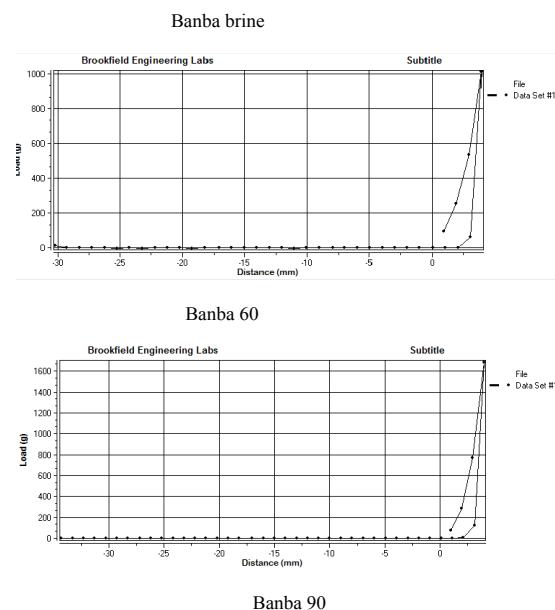 Banba brine
Brookfield Engineering Labs Subtitle
1000
800
600
400
200
0
Load (g)
-30 -25 -20 -15 -10 -5 0
Distance (mm)
File
Data Set #1
Banba 60
Brookfield Engineering Labs Subtitle
1600
1400
1200
1000
800
600
400
200
0
Load (g)
-30 -25 -20 -15 -10 -5 0
Distance (mm)
File
Data Set #1
Banba 90